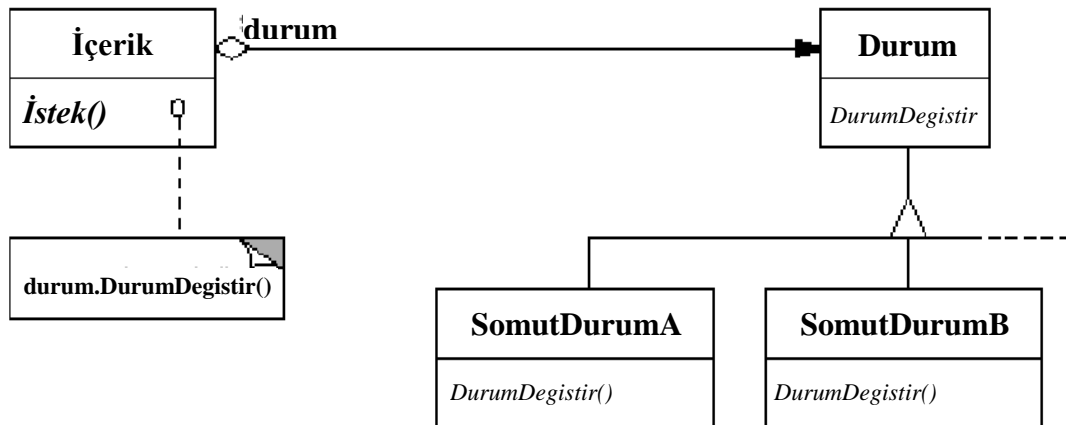 İçerik
durum
Durum
İstek()
DurumDegistir
durum.DurumDegistir()
SomutDurumA
SomutDurumB
DurumDegistir()
DurumDegistir()